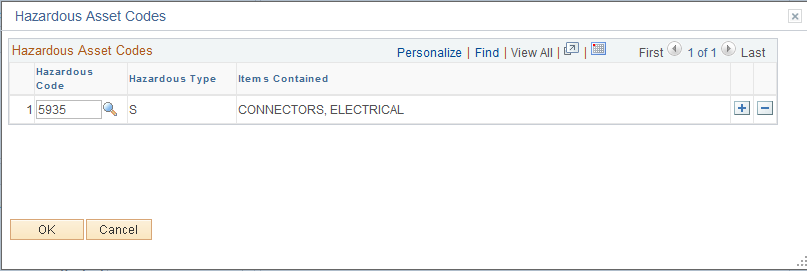 Hazardous Asset Codes
Hazardous Asset Codes
Personalize | Find | View All | | First 1 of 1 Last
Hazardous Code Hazardous Type Items Contained
1 5935 S CONNECTORS, ELECTRICAL
OK Cancel